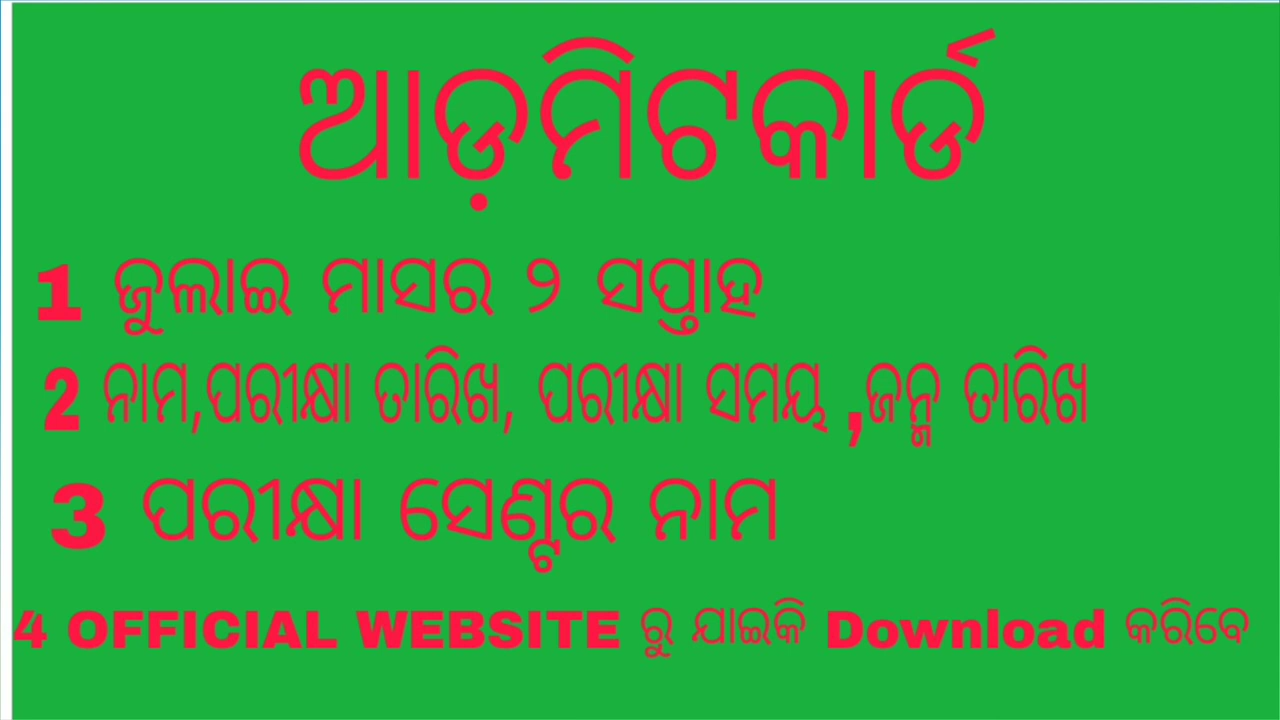 ଆଡ଼ମିଟକାର୍ଡ
1 ଜୁଲାଇ ମାସର ୨ ସପ୍ତାହ
2 ନାମ,ପରୀକ୍ଷା ତାରିଖ, ପରୀକ୍ଷା ସମୟ ,ଜନ୍ମ ତାରିଖ
3 ପରୀକ୍ଷା ସେଣ୍ଟର ନାମ
4 OFFICIAL WEBSITE ରୁ ଯାଇକି Download କରିବେ